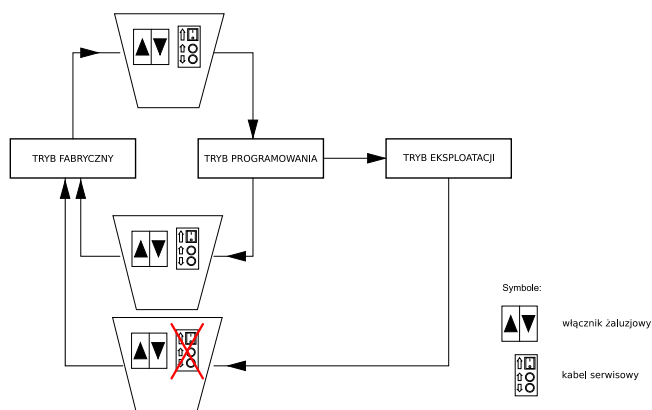 TRYB FABRYCZNY
TRYB PROGRAMOWANIA
TRYB EKSPLOATACJI
Symbole:
włącznik żaluzjowy
kabel serwisowy